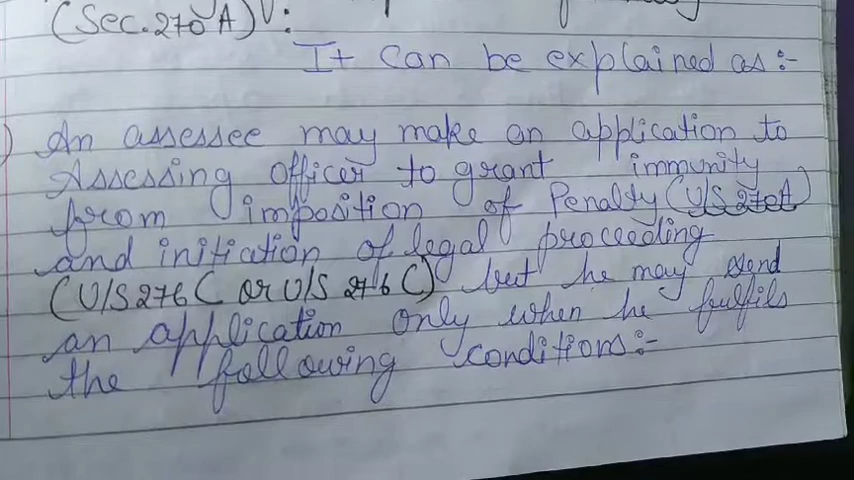 (Sec. 270 A) :
It can be explained as :-
) An assessee may make an application to
Assessing officer to grant immunity
from imposition of Penalty (U/S 270A)
and initiation of legal proceeding
(U/S 276 C or U/S 276 C) but he may send
an application only when he fulfils
the following conditions :-